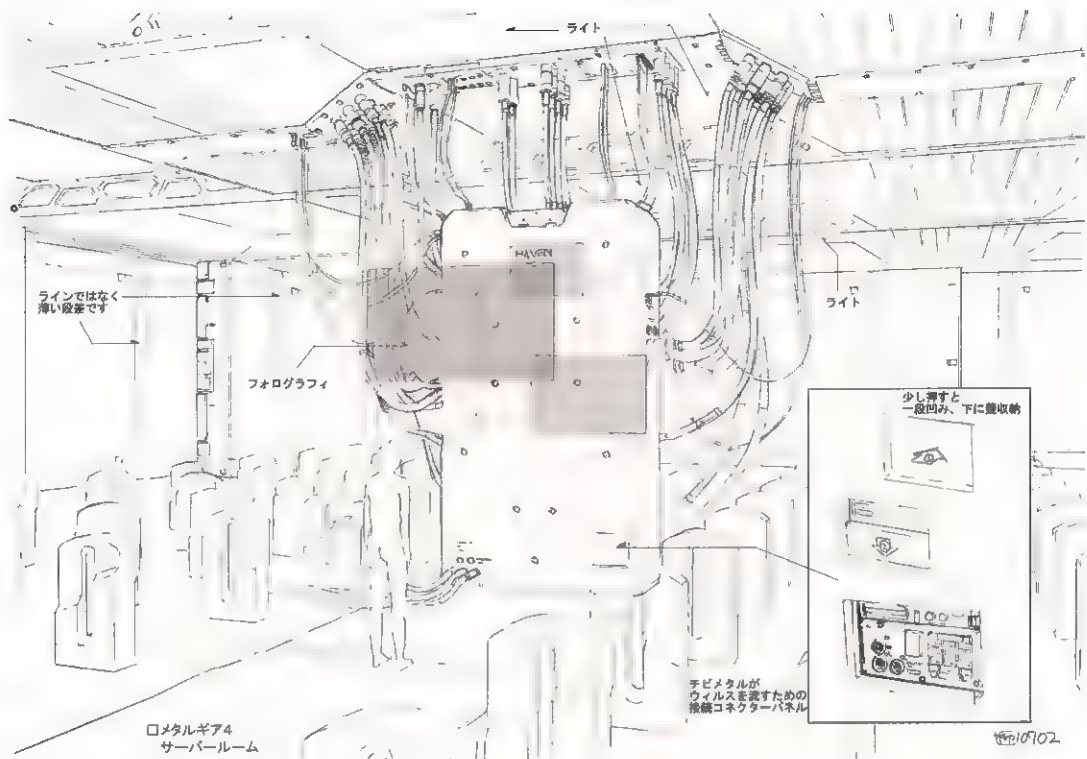 ライト
HAVEN
ラインではなく
薄い段差です
ライト
フォログラフィ
少し押すと
一段凹み、下に蓋収納
チビメタルが
ウィルスを流すための
接続コネクターパネル
□メタルギア4
サーバールーム
10702